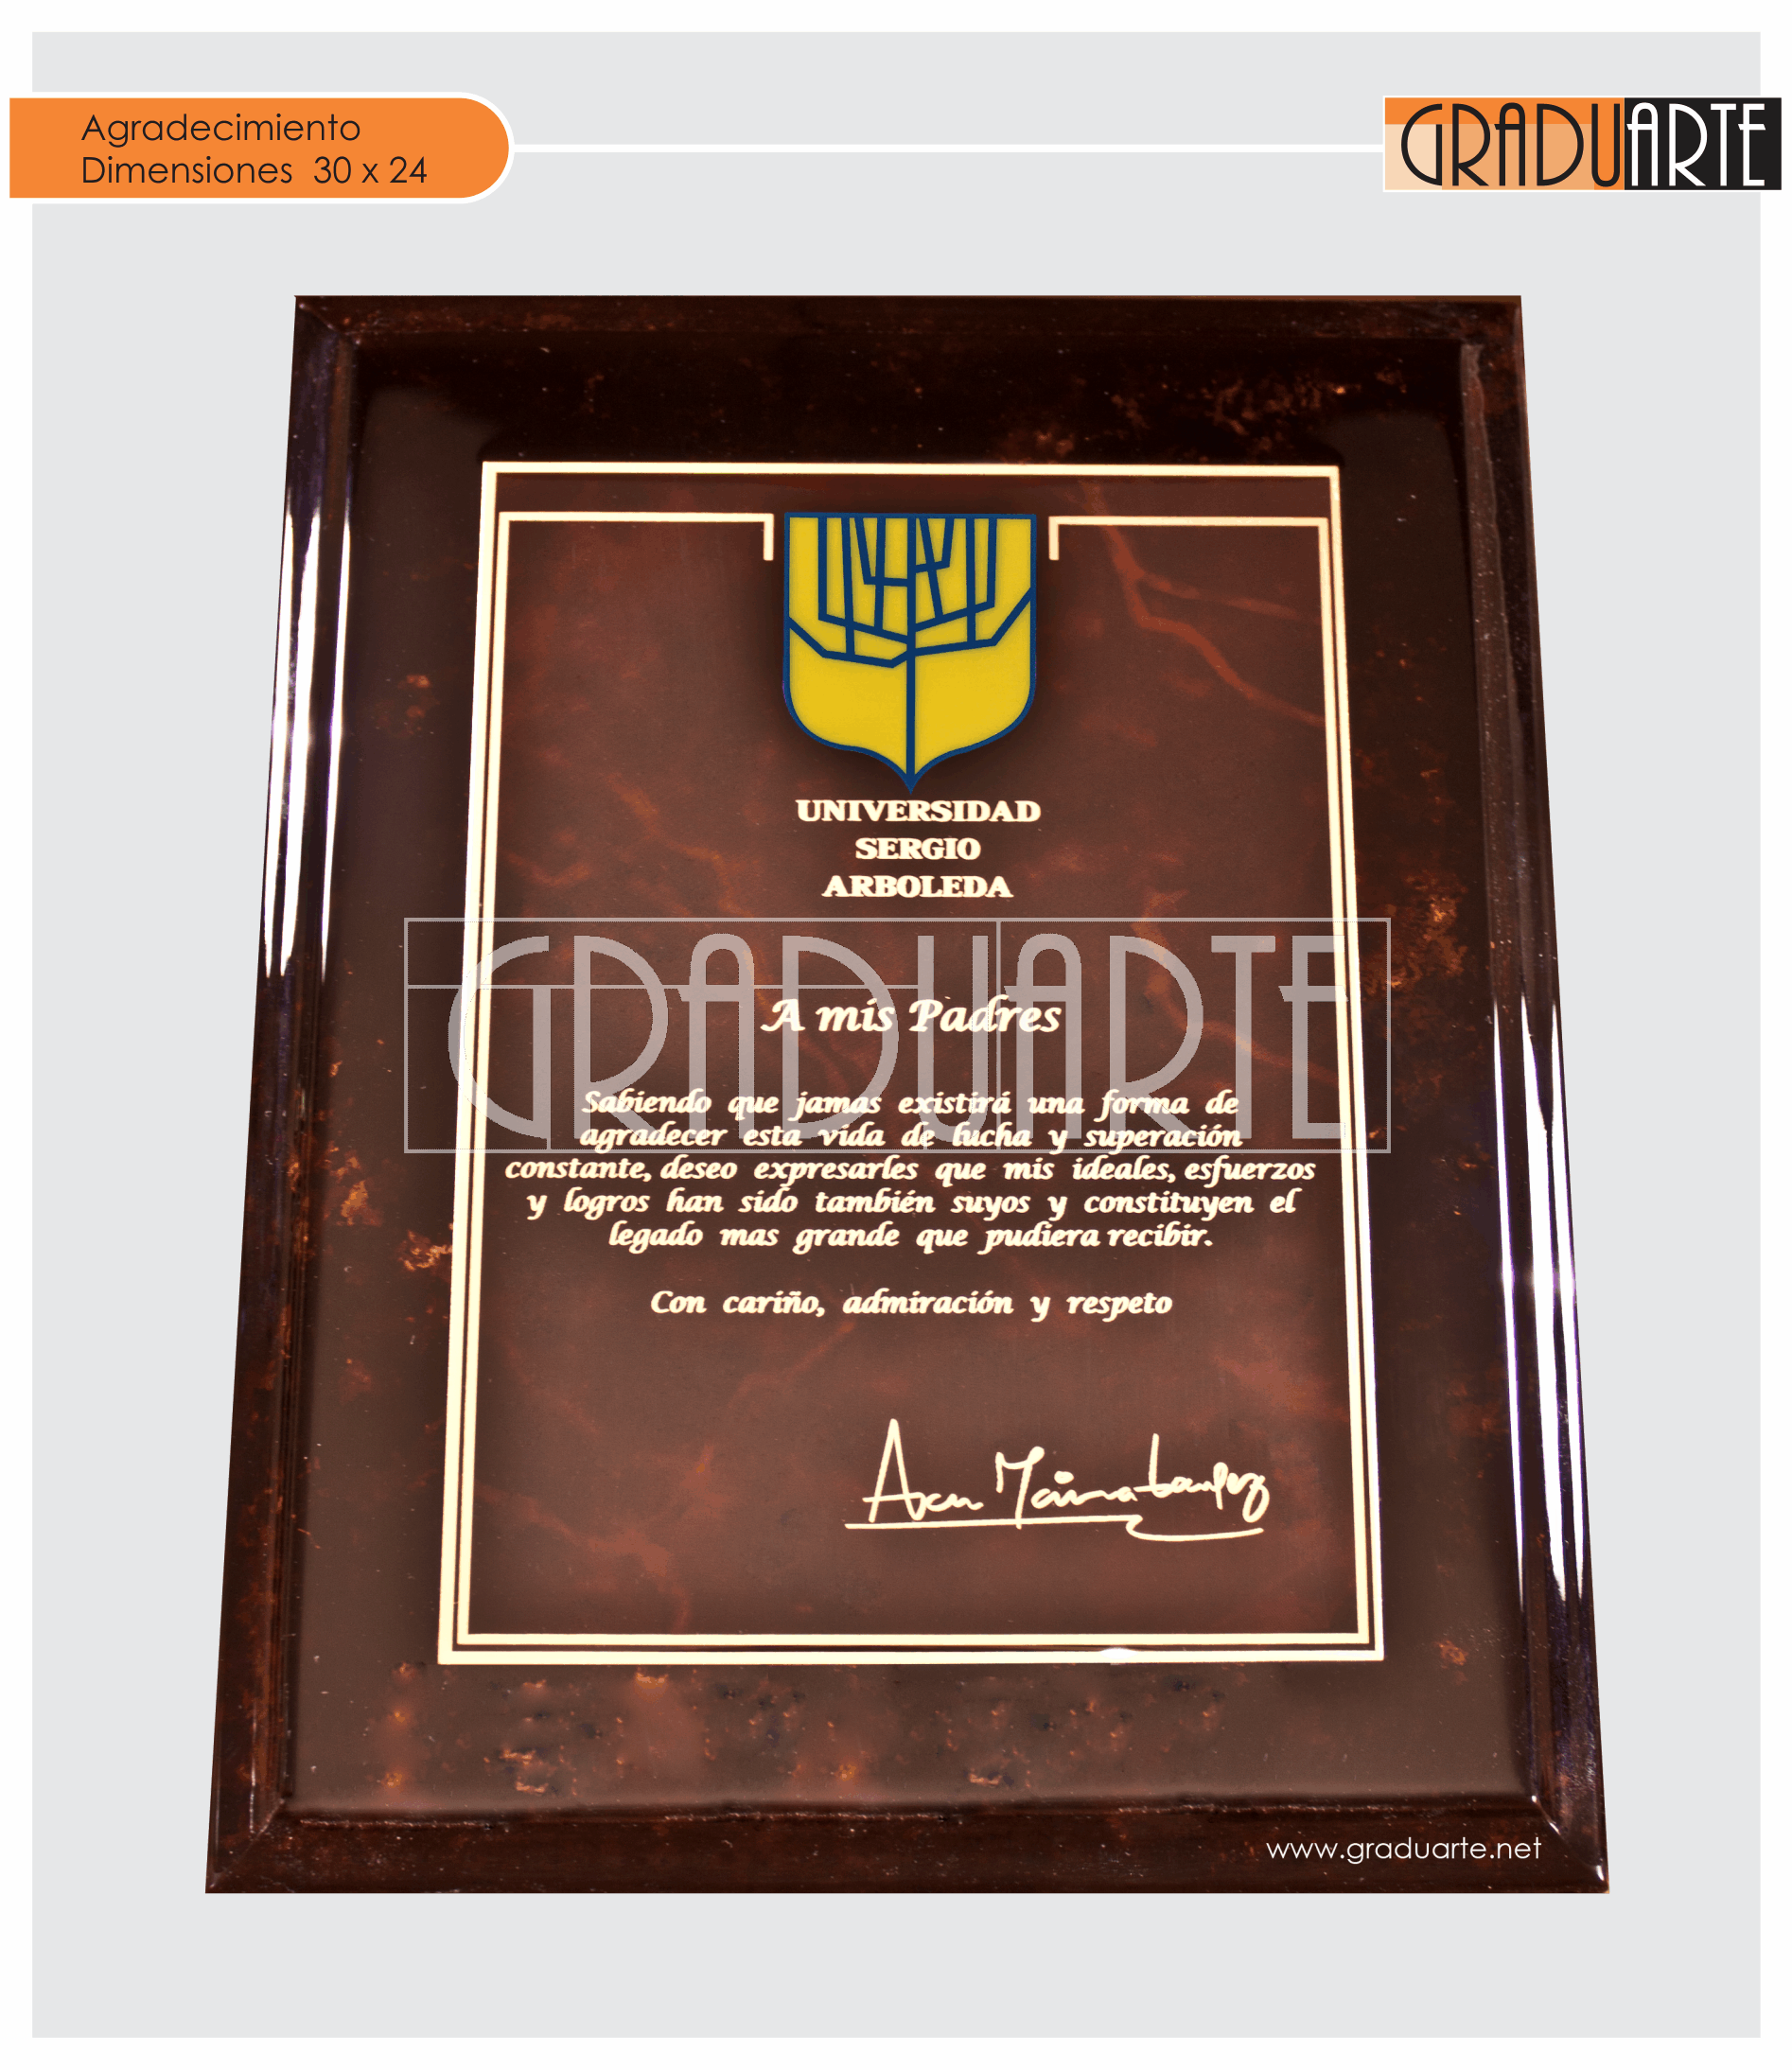 Agradecimiento
Dimensiones 30 x 24
GRADUARTE
UNIVERSIDAD
SERGIO
ARBOLEDA
GRADUARTE
A mis Padres
Sabiendo que jamas existirá una forma de
agradecer esta vida de lucha y superación
constante, deseo expresarles que mis ideales, esfuerzos
y logros han sido también suyos y constituyen el
legado mas grande que pudiera recibir.
Con cariño, admiración y respeto
www.graduarte.net